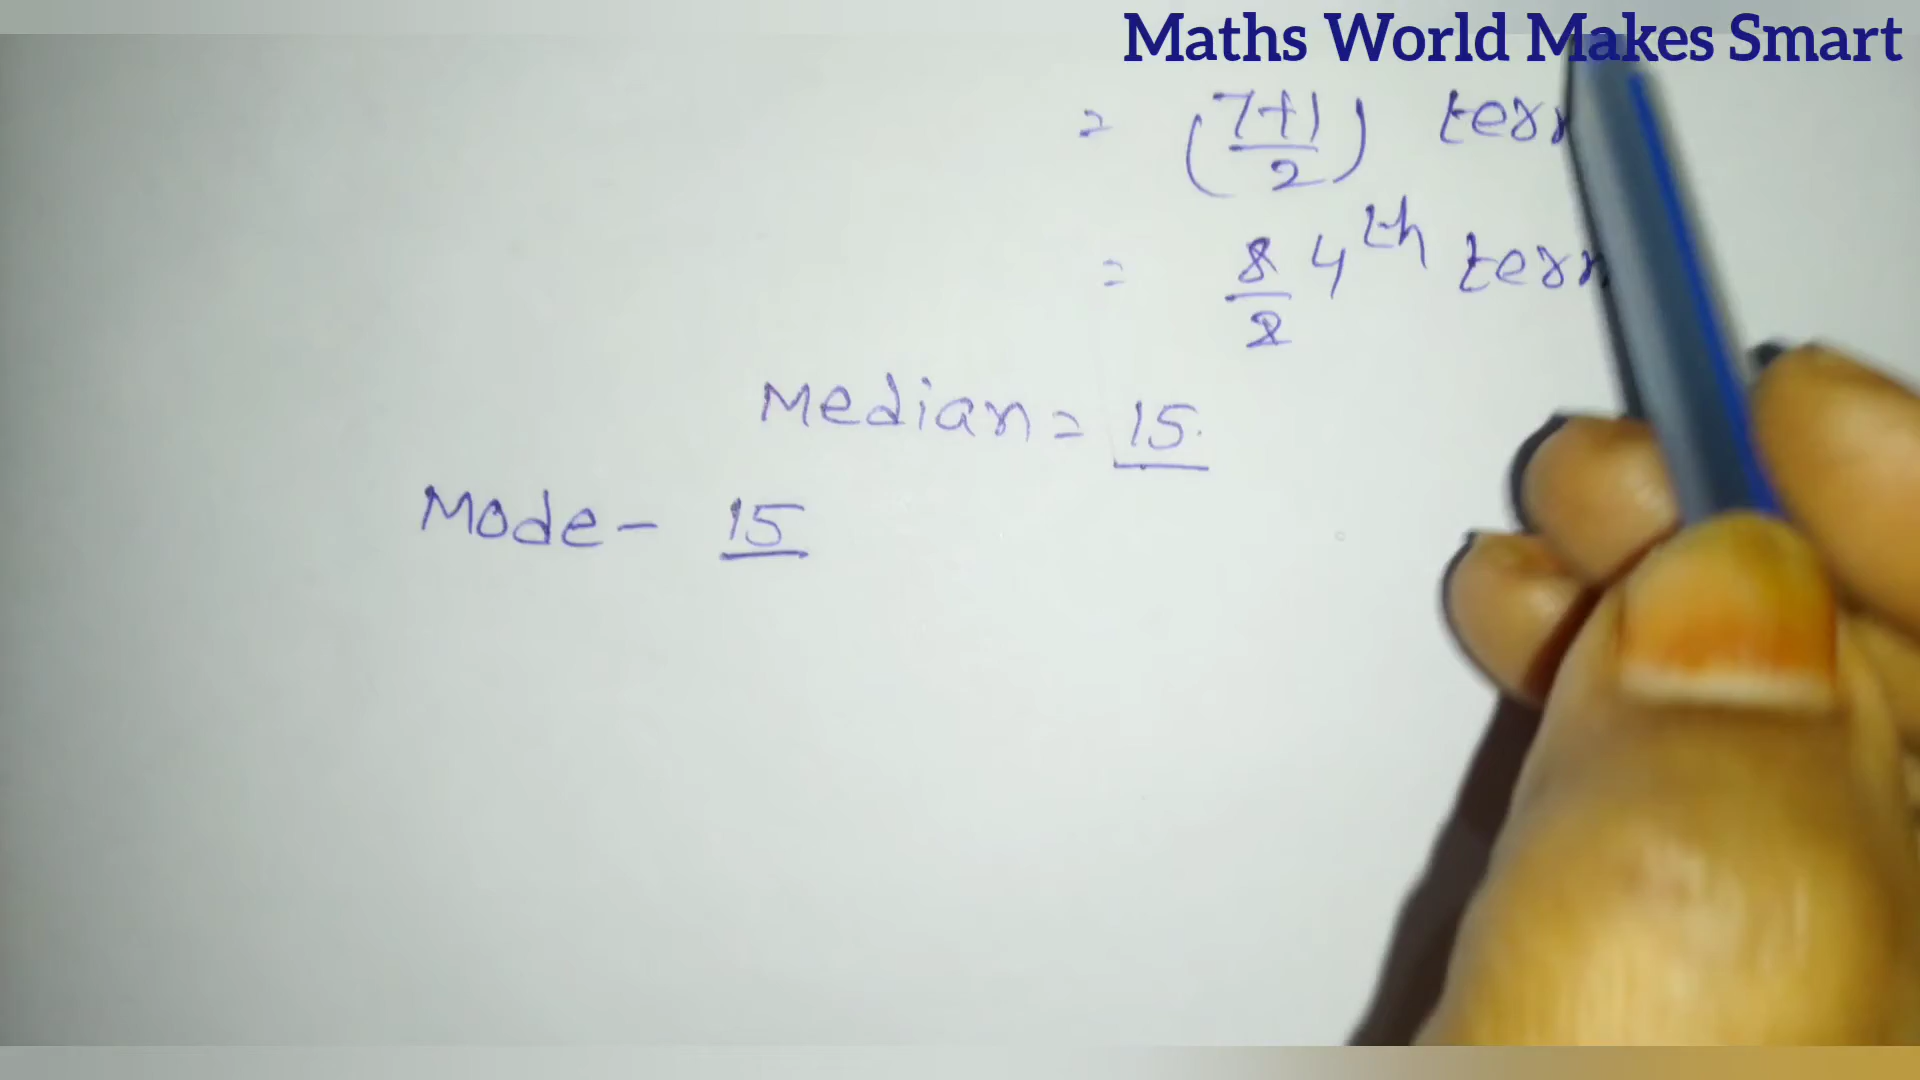 Maths World Makes Smart
= (7+1/2) term
= 8/2 4th term
Median = 15.
Mode - 15